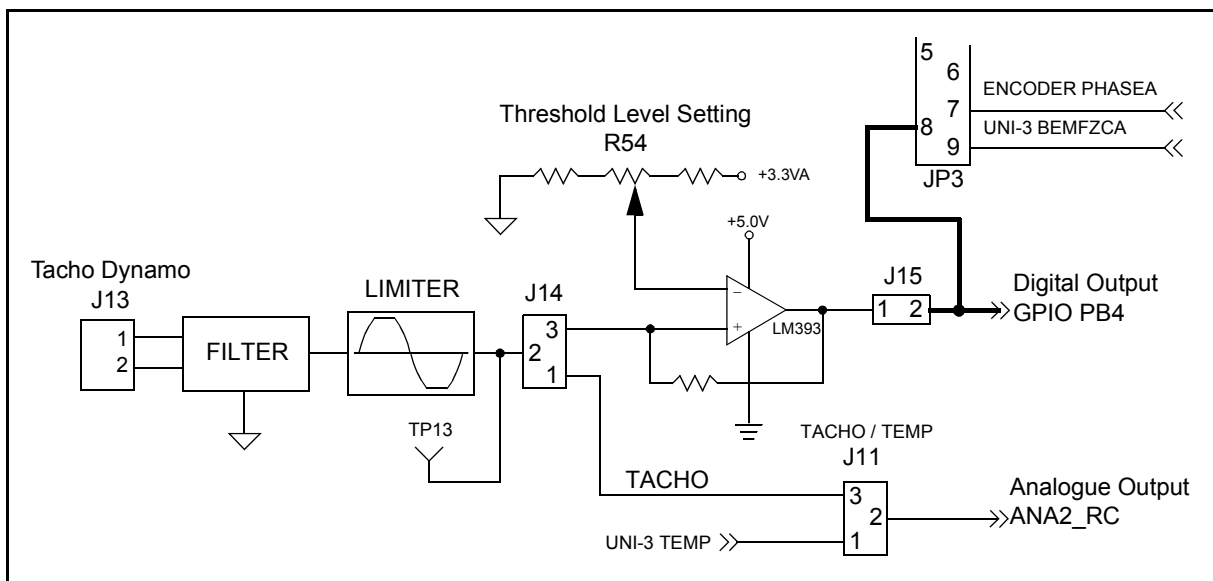 5
6
ENCODER PHASEA
7
8
UNI-3 BEMFZCA
9
JP3
Threshold Level Setting
R54
+3.3VA
+5.0V
Tacho Dynamo
J13
1
2
FILTER
LIMITER
J14
3
2
1
−
+
LM393
J15
1 2
Digital Output
GPIO PB4
TP13
TACHO
TACHO / TEMP
J11
3
2
1
UNI-3 TEMP
Analogue Output
ANA2_RC